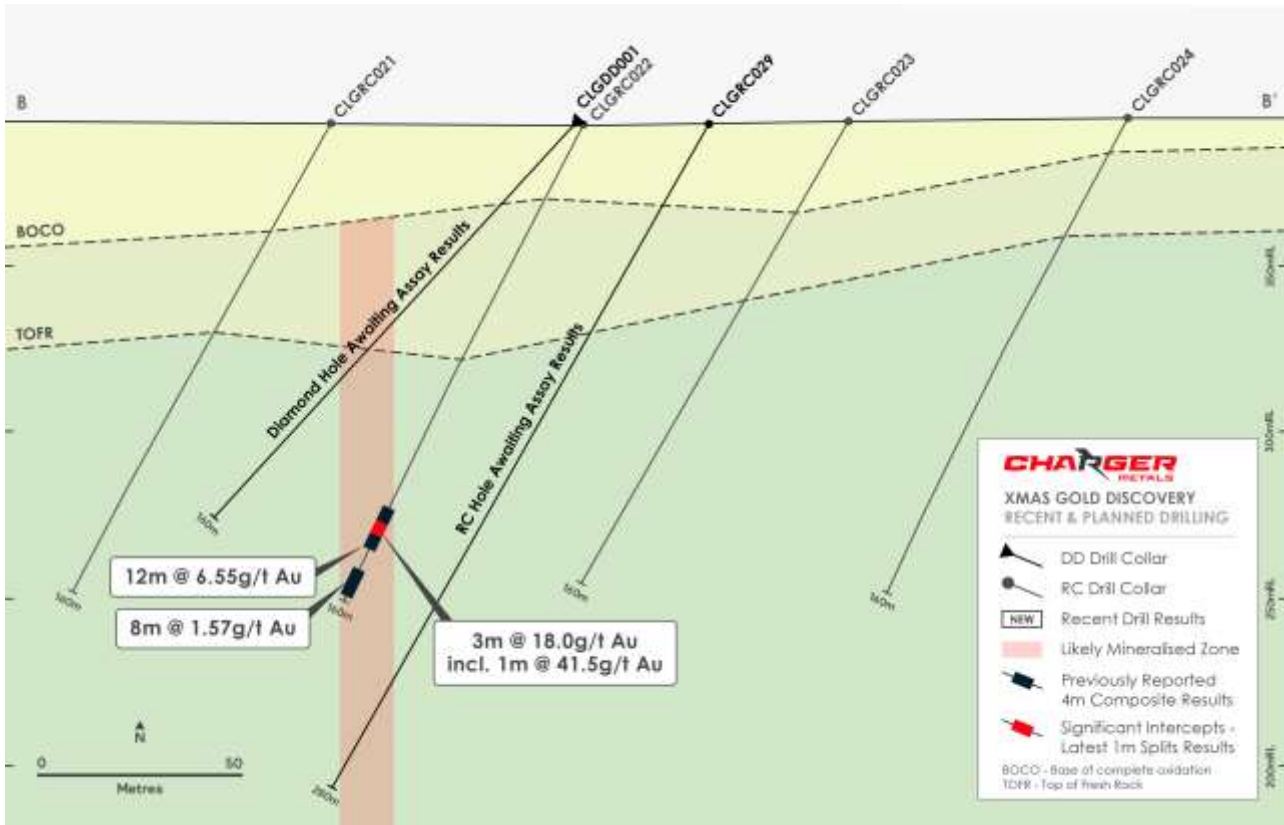 B
CLGRC021
CLGDD001
CLGRC022
CLGRC029
CLGRC023
CLGRC024
B'
BOCO
TOFR
Diamond Hole Awaiting Assay Results
RC Hole Awaiting Assay Results
350mRL
300mRL
250mRL
200mRL
160m
160m
160m
160m
160m
12m @ 6.55g/t Au
8m @ 1.57g/t Au
3m @ 18.0g/t Au
incl. 1m @ 41.5g/t Au
N
0 50
Metres
CHARGER
METALS
XMAS GOLD DISCOVERY
RECENT & PLANNED DRILLING
DD Drill Collar
RC Drill Collar
NEW Recent Drill Results
Likely Mineralised Zone
Previously Reported
4m Composite Results
Significant Intercepts -
Latest 1m Splits Results
BOCO - Base of complete oxidation
TOFR - Top of Fresh Rock